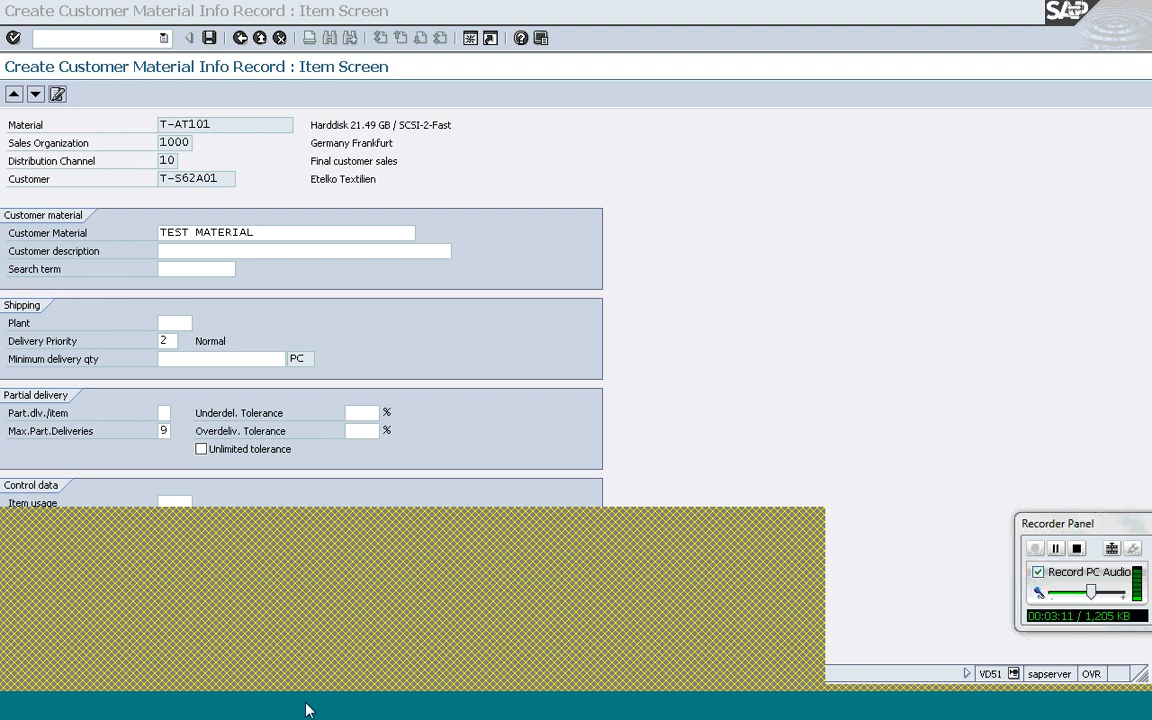 Create Customer Material Info Record : Item Screen
SAP
Create Customer Material Info Record : Item Screen
Material T-AT101 Harddisk 21.49 GB / SCSI-2-Fast
Sales Organization 1000 Germany Frankfurt
Distribution Channel 10 Final customer sales
Customer T-S62A01 Etelko Textilien
Customer material
Customer Material TEST MATERIAL
Customer description
Search term
Shipping
Plant
Delivery Priority 2 Normal
Minimum delivery qty PC
Partial delivery
Part.dlv./item Underdel. Tolerance %
Max.Part.Deliveries 9 Overdeliv. Tolerance %
Unlimited tolerance
Control data
Item usage
Recorder Panel
Record PC Audio
00:03:11 / 1,205 KB
VD51 sapserver OVR